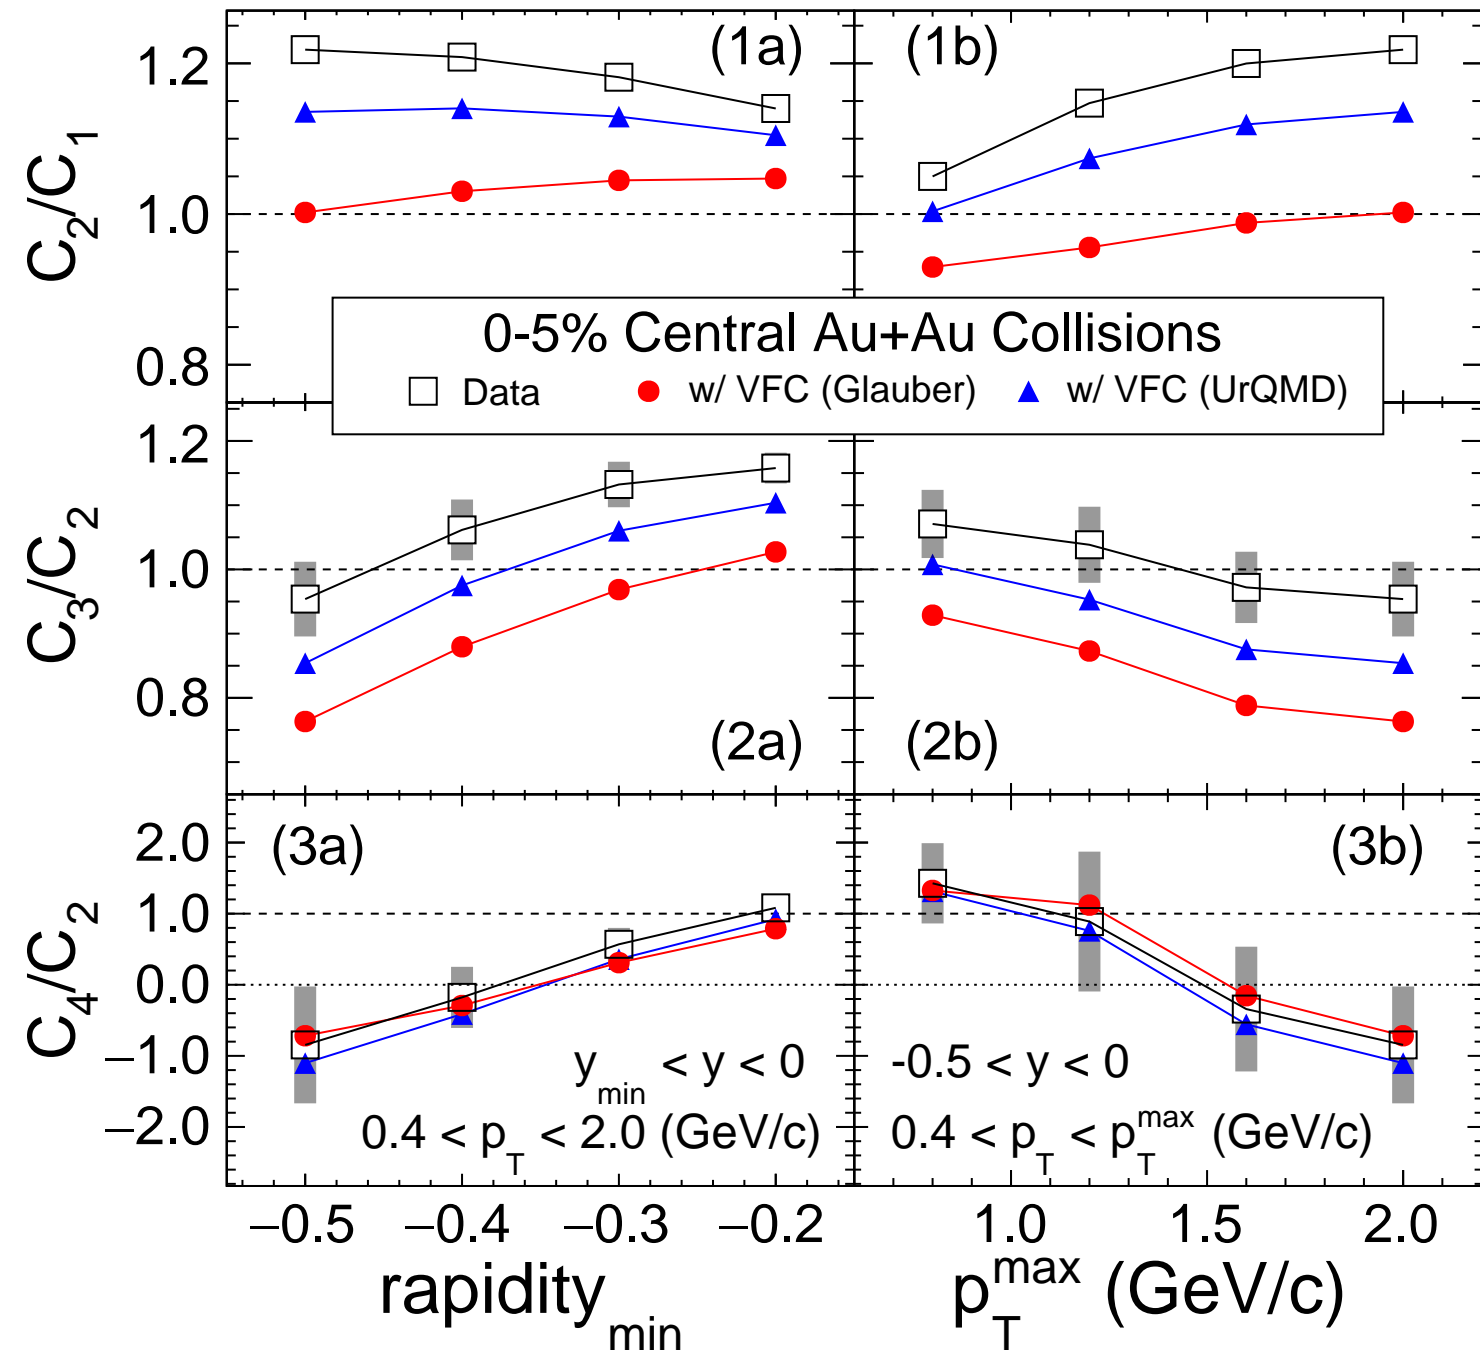 (1a)
(1b)
C2/C1
1.2
1.0
0.8
0-5% Central Au+Au Collisions
Data
w/ VFC (Glauber)
w/ VFC (UrQMD)
C3/C2
1.2
1.0
0.8
(2a)
(2b)
C4/C2
2.0
1.0
0.0
−1.0
−2.0
(3a)
(3b)
ymin < y < 0
0.4 < pT < 2.0 (GeV/c)
-0.5 < y < 0
0.4 < pT < pTmax (GeV/c)
−0.5 −0.4 −0.3 −0.2
1.0 1.5 2.0
rapiditymin
pTmax (GeV/c)